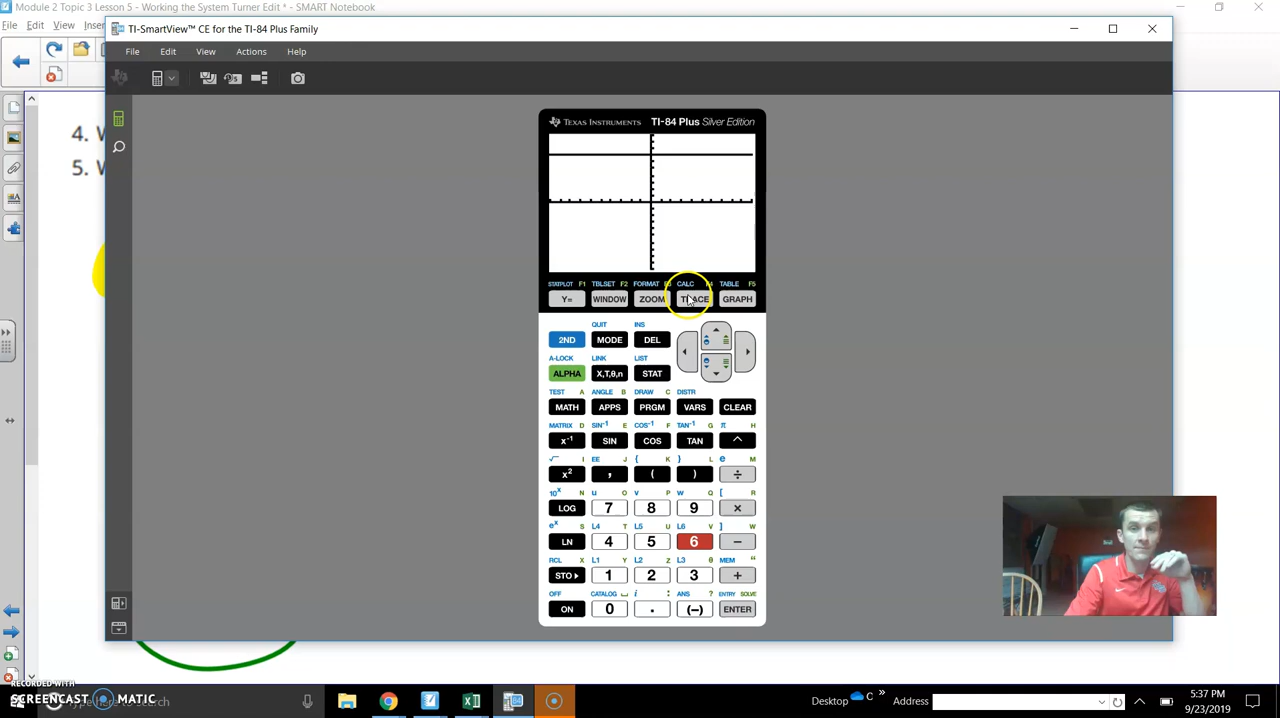 Module 2 Topic 3 Lesson 5 - Working the System Turner Edit * - SMART Notebook
File Edit View
TI-SmartView™ CE for the TI-84 Plus Family
File Edit View Actions Help
4. W
5. W
TEXAS INSTRUMENTS TI-84 Plus Silver Edition
STATPLOT F1 TBLSET F2 FORMAT F3 CALC F4 TABLE F5
Y= WINDOW ZOOM TRACE GRAPH
QUIT INS
2ND MODE DEL
A-LOCK LINK LIST
ALPHA X,T,θ,n STAT
TEST A ANGLE B DRAW C DISTR
MATH APPS PRGM VARS CLEAR
MATRIX D SIN⁻¹ E COS⁻¹ F TAN⁻¹ G π H
x⁻¹ SIN COS TAN ^
√ I EE J { K } L e M
x² , ( ) ÷
10ˣ N u O v P w Q [ R
LOG 7 8 9 ×
eˣ S L4 T L5 U L6 V ] W
LN 4 5 6 −
RCL X L1 Y L2 Z L3 θ MEM "
STO▶ 1 2 3 +
OFF CATALOG i : ANS ? ENTRY SOLVE
ON 0 . (−) ENTER
RECORDED WITH
SCREENCAST MATIC
Type here to search
Desktop C » Address
5:37 PM
9/23/2019